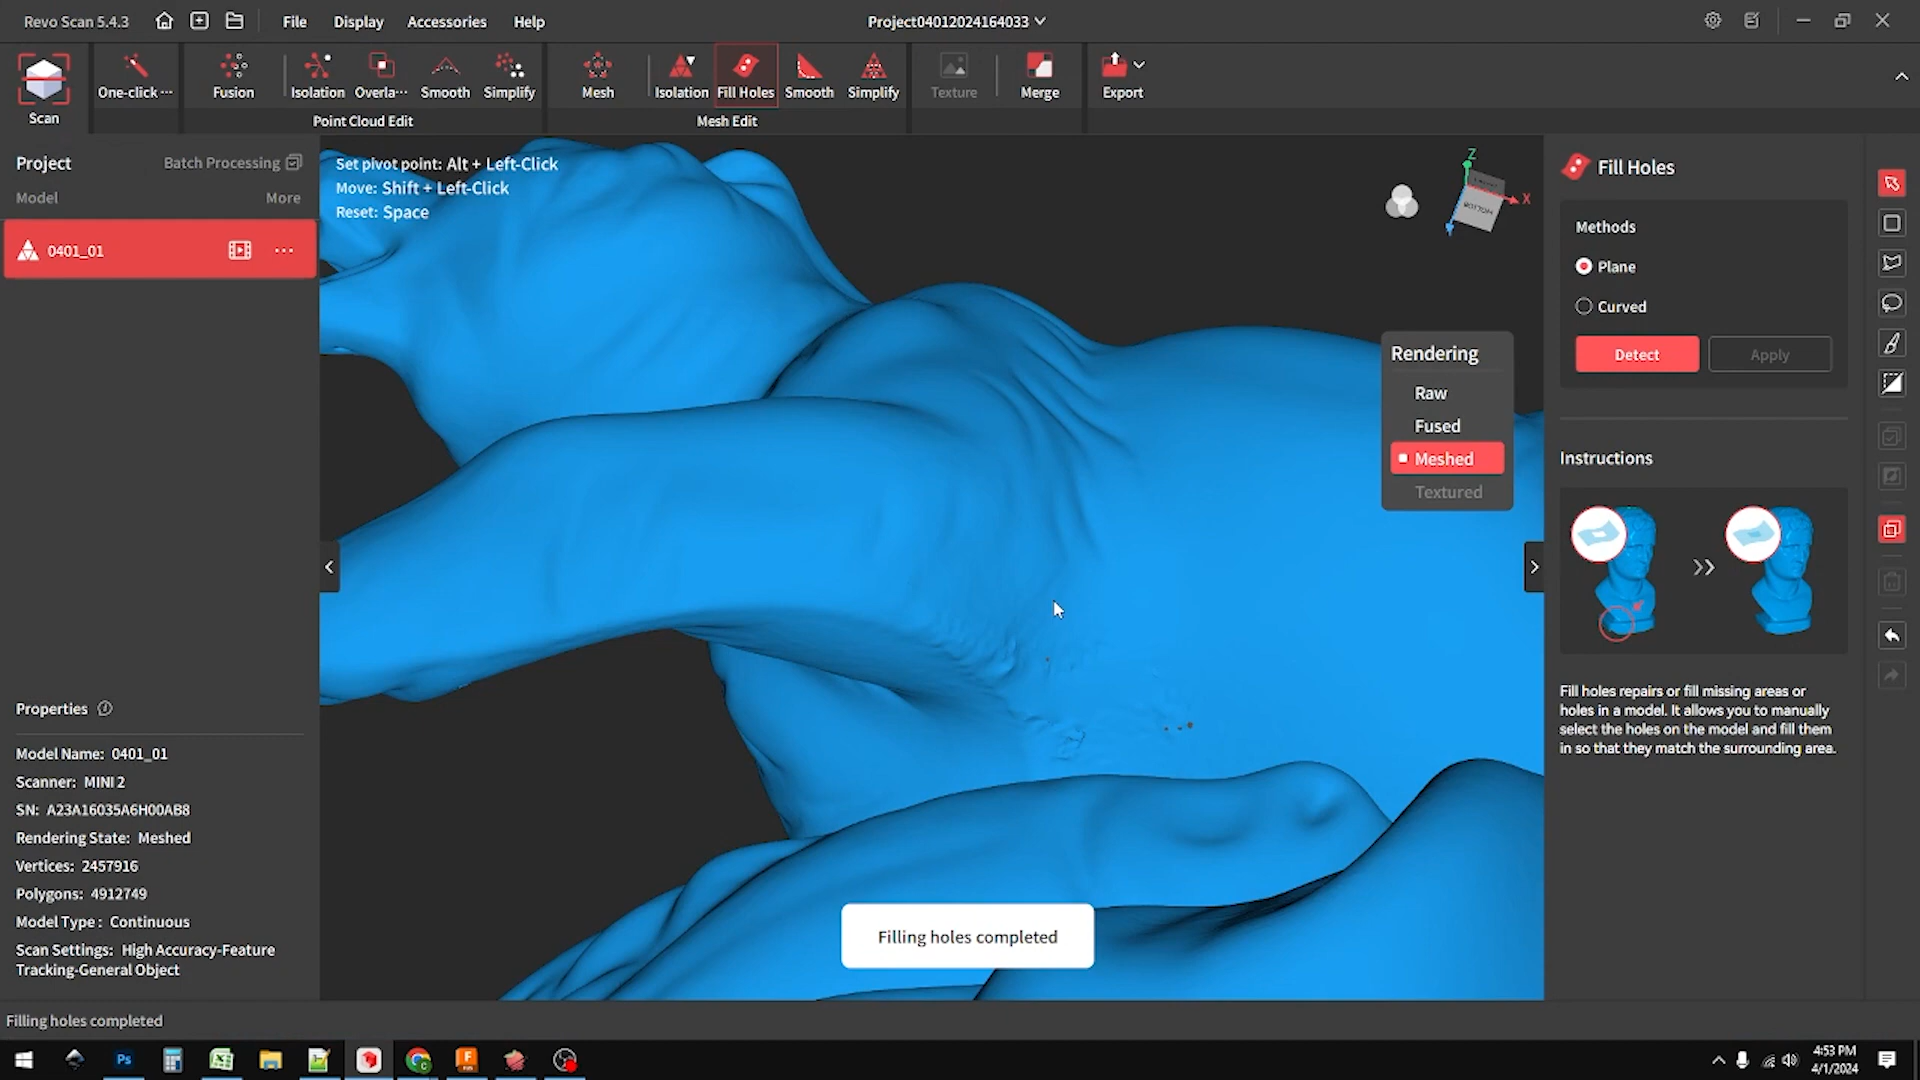 Revo Scan 5.4.3
File
Display
Accessories
Help
Project04012024164033
Scan
One-click ···
Fusion
Isolation
Overla···
Smooth
Simplify
Point Cloud Edit
Mesh
Isolation
Fill Holes
Smooth
Simplify
Mesh Edit
Texture
Merge
Export
Project
Batch Processing
Model
More
0401_01
Set pivot point: Alt + Left-Click
Move: Shift + Left-Click
Reset: Space
Z
X
BOTTOM
Rendering
Raw
Fused
Meshed
Textured
Fill Holes
Methods
Plane
Curved
Detect
Apply
Instructions
Fill holes repairs or fill missing areas or
holes in a model. It allows you to manually
select the holes on the model and fill them
in so that they match the surrounding area.
Properties
Model Name: 0401_01
Scanner: MINI 2
SN: A23A16035A6H00AB8
Rendering State: Meshed
Vertices: 2457916
Polygons: 4912749
Model Type : Continuous
Scan Settings: High Accuracy-Feature
Tracking-General Object
Filling holes completed
Filling holes completed
Ps
F
4:53 PM
4/1/2024